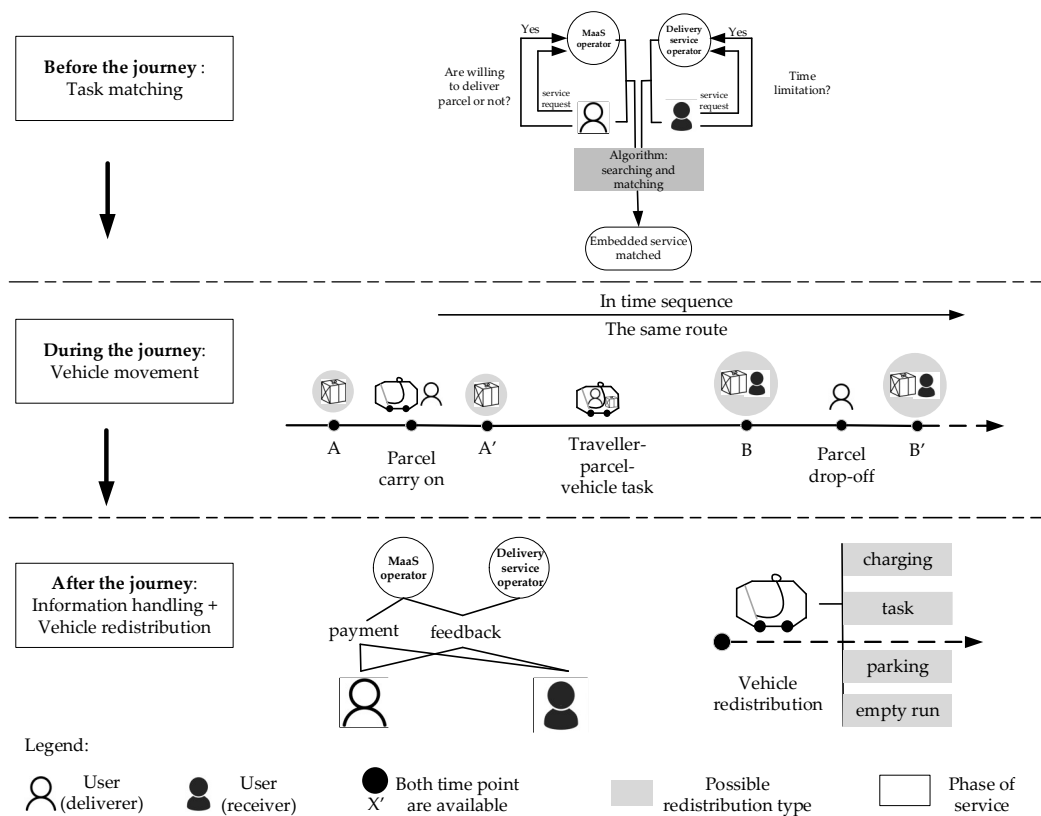 Before the journey :
Task matching
Yes
MaaS
operator
Delivery
service
operator
Yes
Are willing
to deliver
parcel or not?
service
request
service
request
Time
limitation?
Algorithm:
searching and
matching
Embedded service
matched
In time sequence
The same route
During the journey:
Vehicle movement
A
Parcel
carry on
A’
Traveller-
parcel-
vehicle task
B
Parcel
drop-off
B’
After the journey:
Information handling +
Vehicle redistribution
MaaS
operator
Delivery
service
operator
payment
feedback
charging
task
parking
empty run
Vehicle
redistribution
Legend:
User
(deliverer)
User
(receiver)
X’
Both time point
are available
Possible
redistribution type
Phase of
service